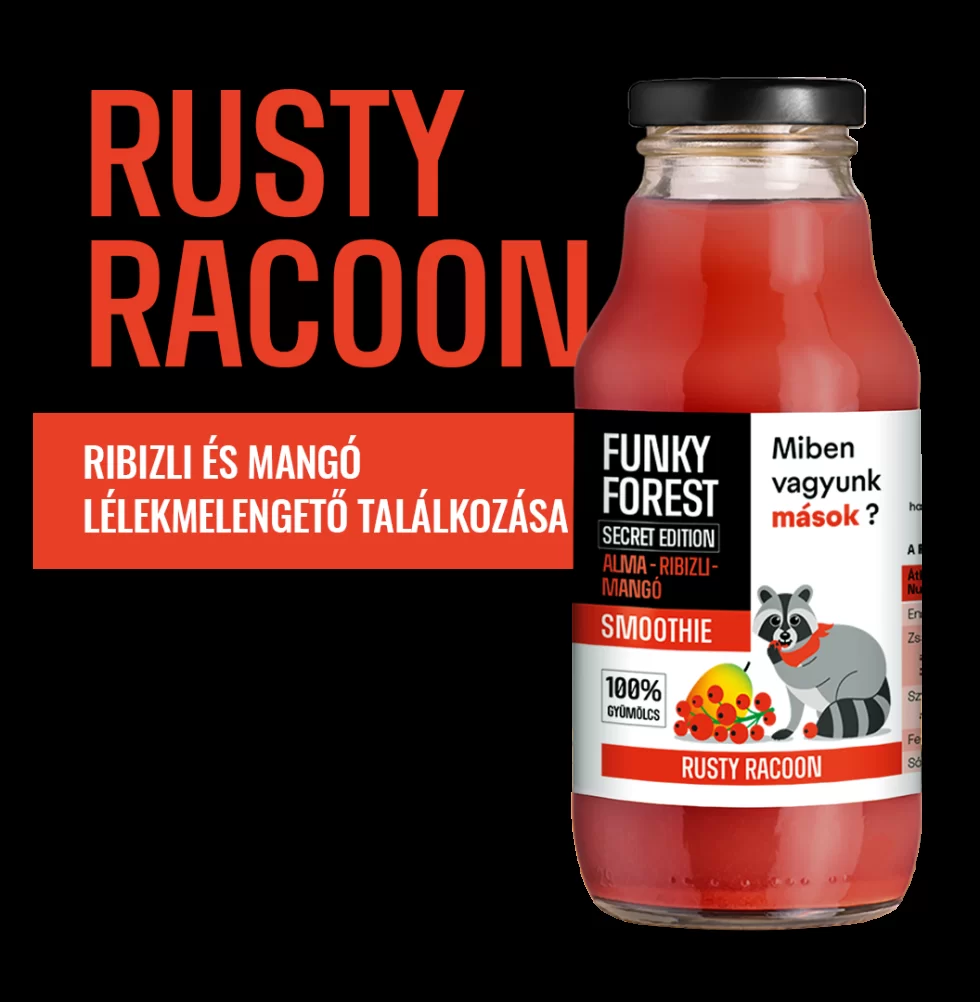 RUSTY
RACOON
RIBIZLI ÉS MANGÓ
LÉLEKMELENGETŐ TALÁLKOZÁSA
FUNKY
FOREST
SECRET EDITION
ALMA - RIBIZLI -
MANGÓ
SMOOTHIE
100%
GYÜMÖLCS
RUSTY RACOON
Miben
vagyunk
mások ?